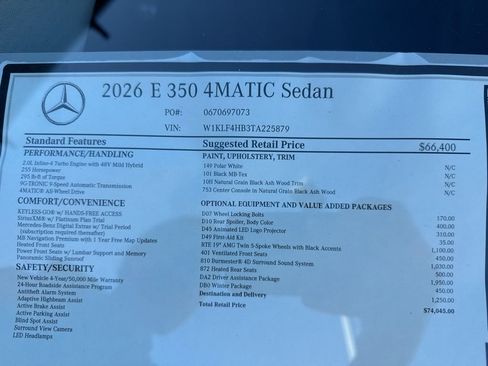 2026 E 350 4MATIC Sedan
PO#: 0670697073
VIN: W1KLF4HB3TA225879
Standard Features
Suggested Retail Price $66,400
PERFORMANCE/HANDLING
2.0L Inline-4 Turbo Engine with 48V Mild Hybrid
255 Horsepower
295 lb-ft of Torque
9G-TRONIC 9-Speed Automatic Transmission
4MATIC® All-Wheel Drive
COMFORT/CONVENIENCE
KEYLESS-GO® w/ HANDS-FREE ACCESS
SiriusXM® w/ Platinum Plan Trial
Mercedes-Benz Digital Extras w/ Trial Period
(subscription required thereafter)
MB Navigation Premium with 1 Year Free Map Updates
Heated Front Seats
Power Front Seats w/ Lumbar Support and Memory
Panoramic Sliding Sunroof
SAFETY/SECURITY
New Vehicle 4-Year/50,000 Mile Warranty
24-Hour Roadside Assistance Program
Antitheft Alarm System
Adaptive Highbeam Assist
Active Brake Assist
Active Parking Assist
Blind Spot Assist
Surround View Camera
LED Headlamps
PAINT, UPHOLSTERY, TRIM
149 Polar White N/C
101 Black MB-Tex N/C
10H Natural Grain Black Ash Wood Trim N/C
753 Center Console in Natural Grain Black Ash Wood N/C
OPTIONAL EQUIPMENT AND VALUE ADDED PACKAGES
D07 Wheel Locking Bolts 170.00
D10 Rear Spoiler, Body Color 400.00
D45 Animated LED Logo Projector 310.00
D49 First-Aid Kit 35.00
RTE 19" AMG Twin 5-Spoke Wheels with Black Accents 1,100.00
401 Ventilated Front Seats 450.00
810 Burmester® 4D Surround Sound System 1,030.00
872 Heated Rear Seats 500.00
DA2 Driver Assistance Package 1,950.00
DB0 Winter Package 450.00
Destination and Delivery 1,250.00
Total Retail Price $74,045.00